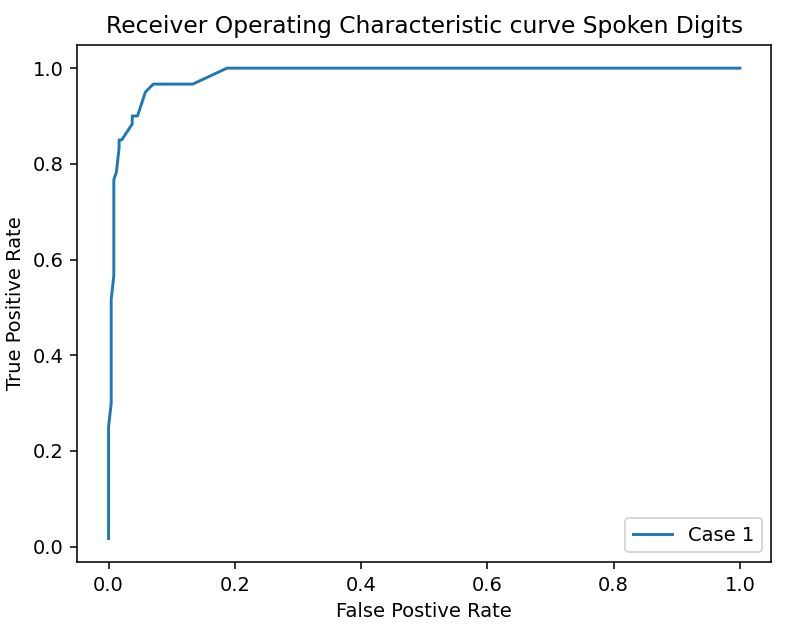 Receiver Operating Characteristic curve Spoken Digits
1.0
0.8
0.6
0.4
0.2
0.0
True Positive Rate
0.0 0.2 0.4 0.6 0.8 1.0
False Postive Rate
Case 1